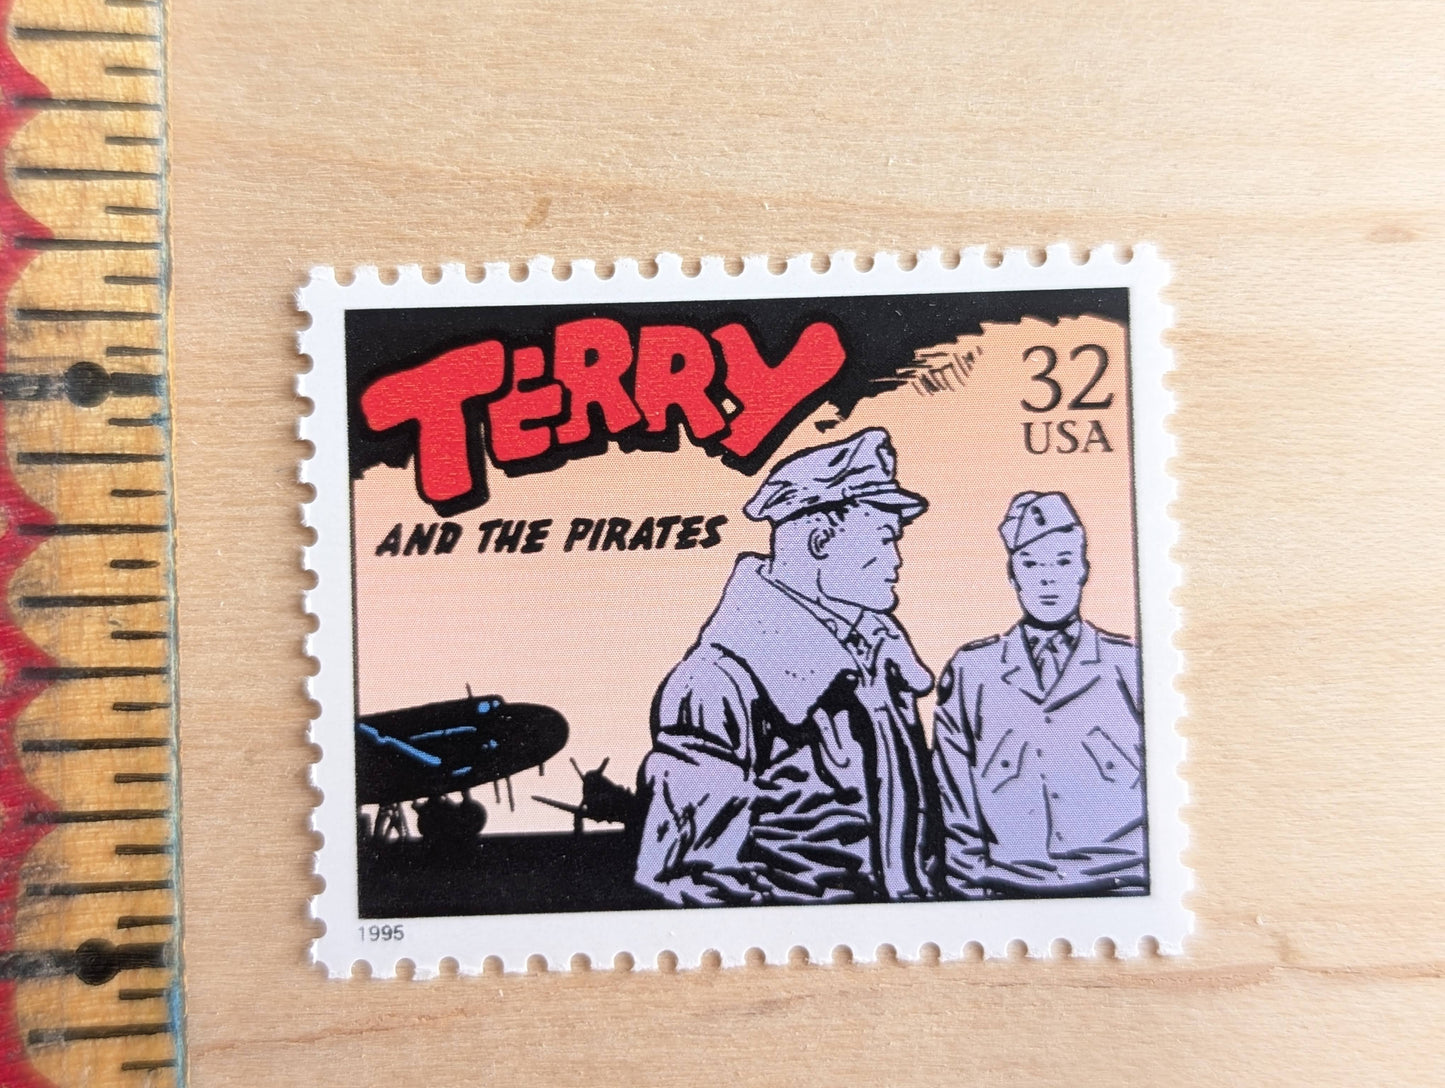 TERRY
AND THE PIRATES
32
USA
1995